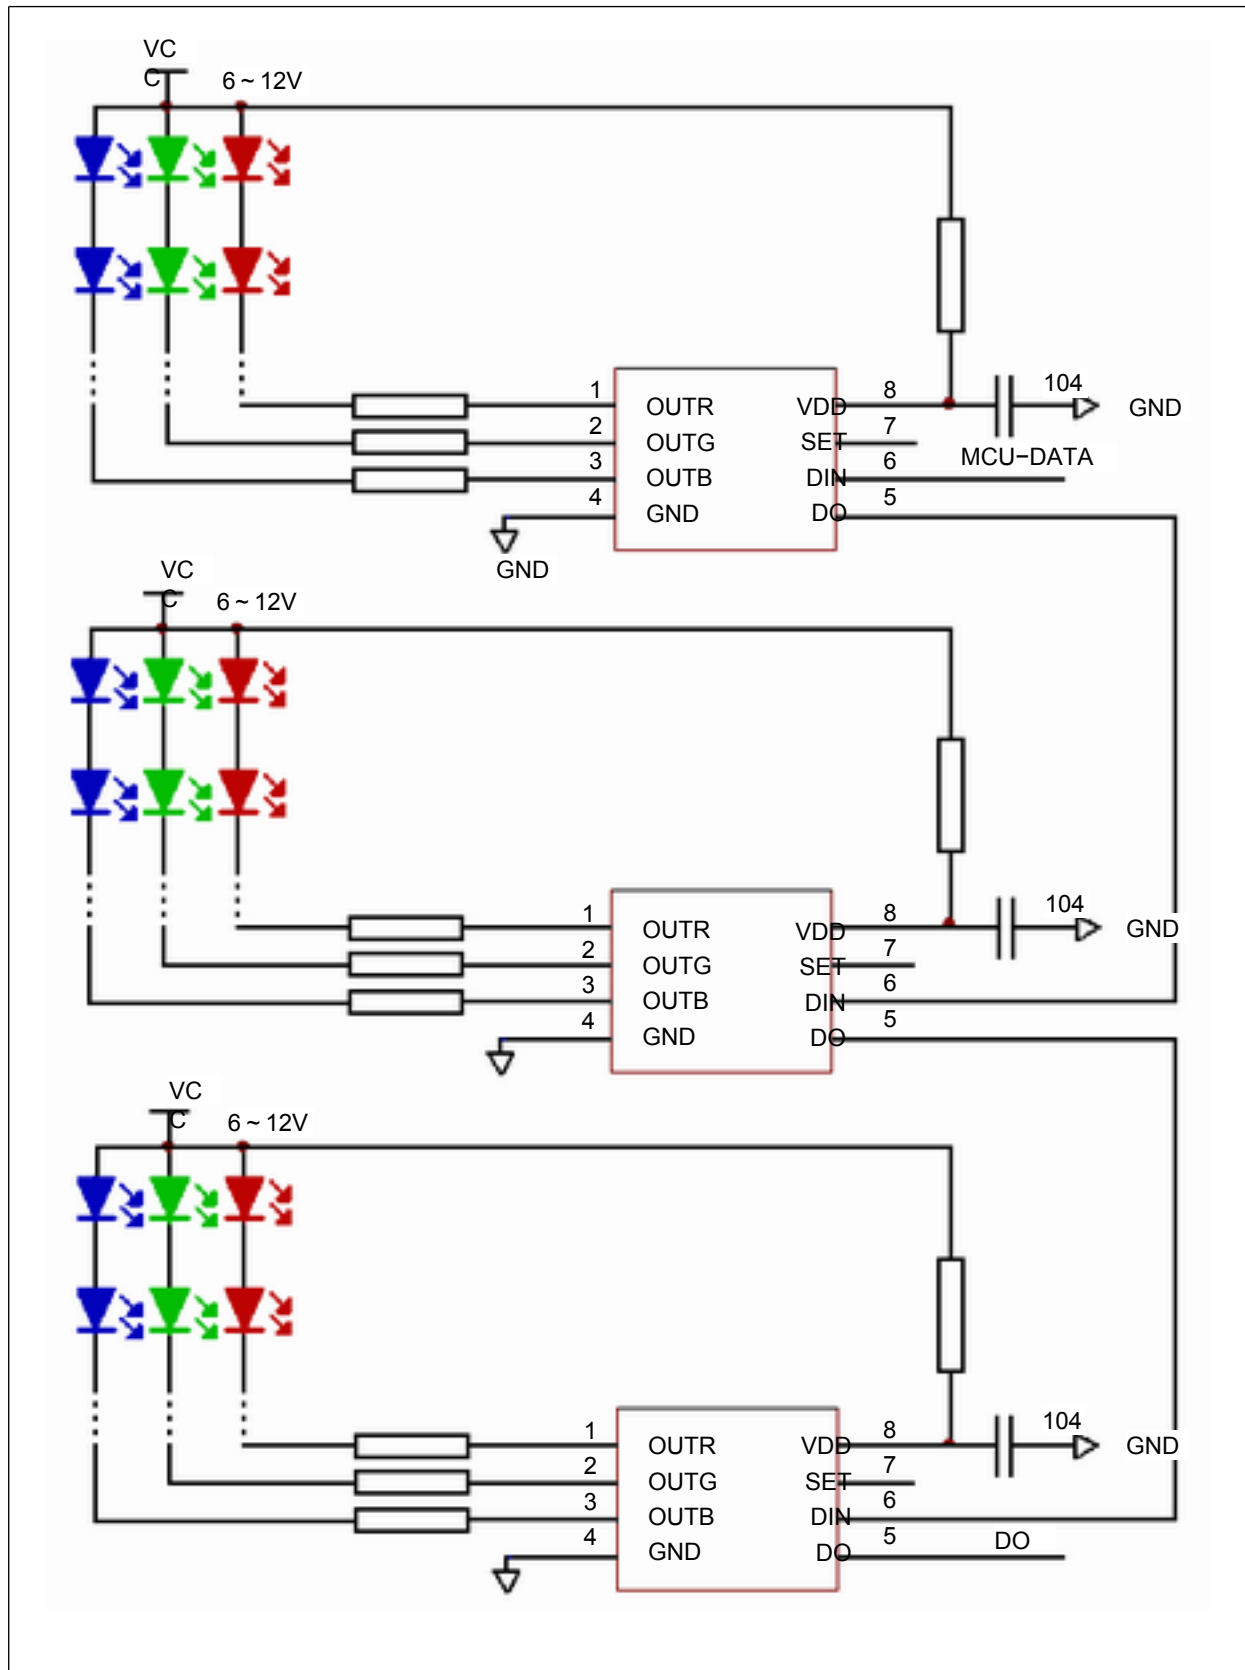 VC
C
6～12V
1
OUTR
VDD
8
104
GND
2
OUTG
SET
7
MCU−DATA
3
OUTB
DIN
6
4
GND
DO
5
GND
VC
C
6～12V
1
OUTR
VDD
8
104
GND
2
OUTG
SET
7
3
OUTB
DIN
6
4
GND
DO
5
VC
C
6～12V
1
OUTR
VDD
8
104
GND
2
OUTG
SET
7
3
OUTB
DIN
6
4
GND
DO
5
DO